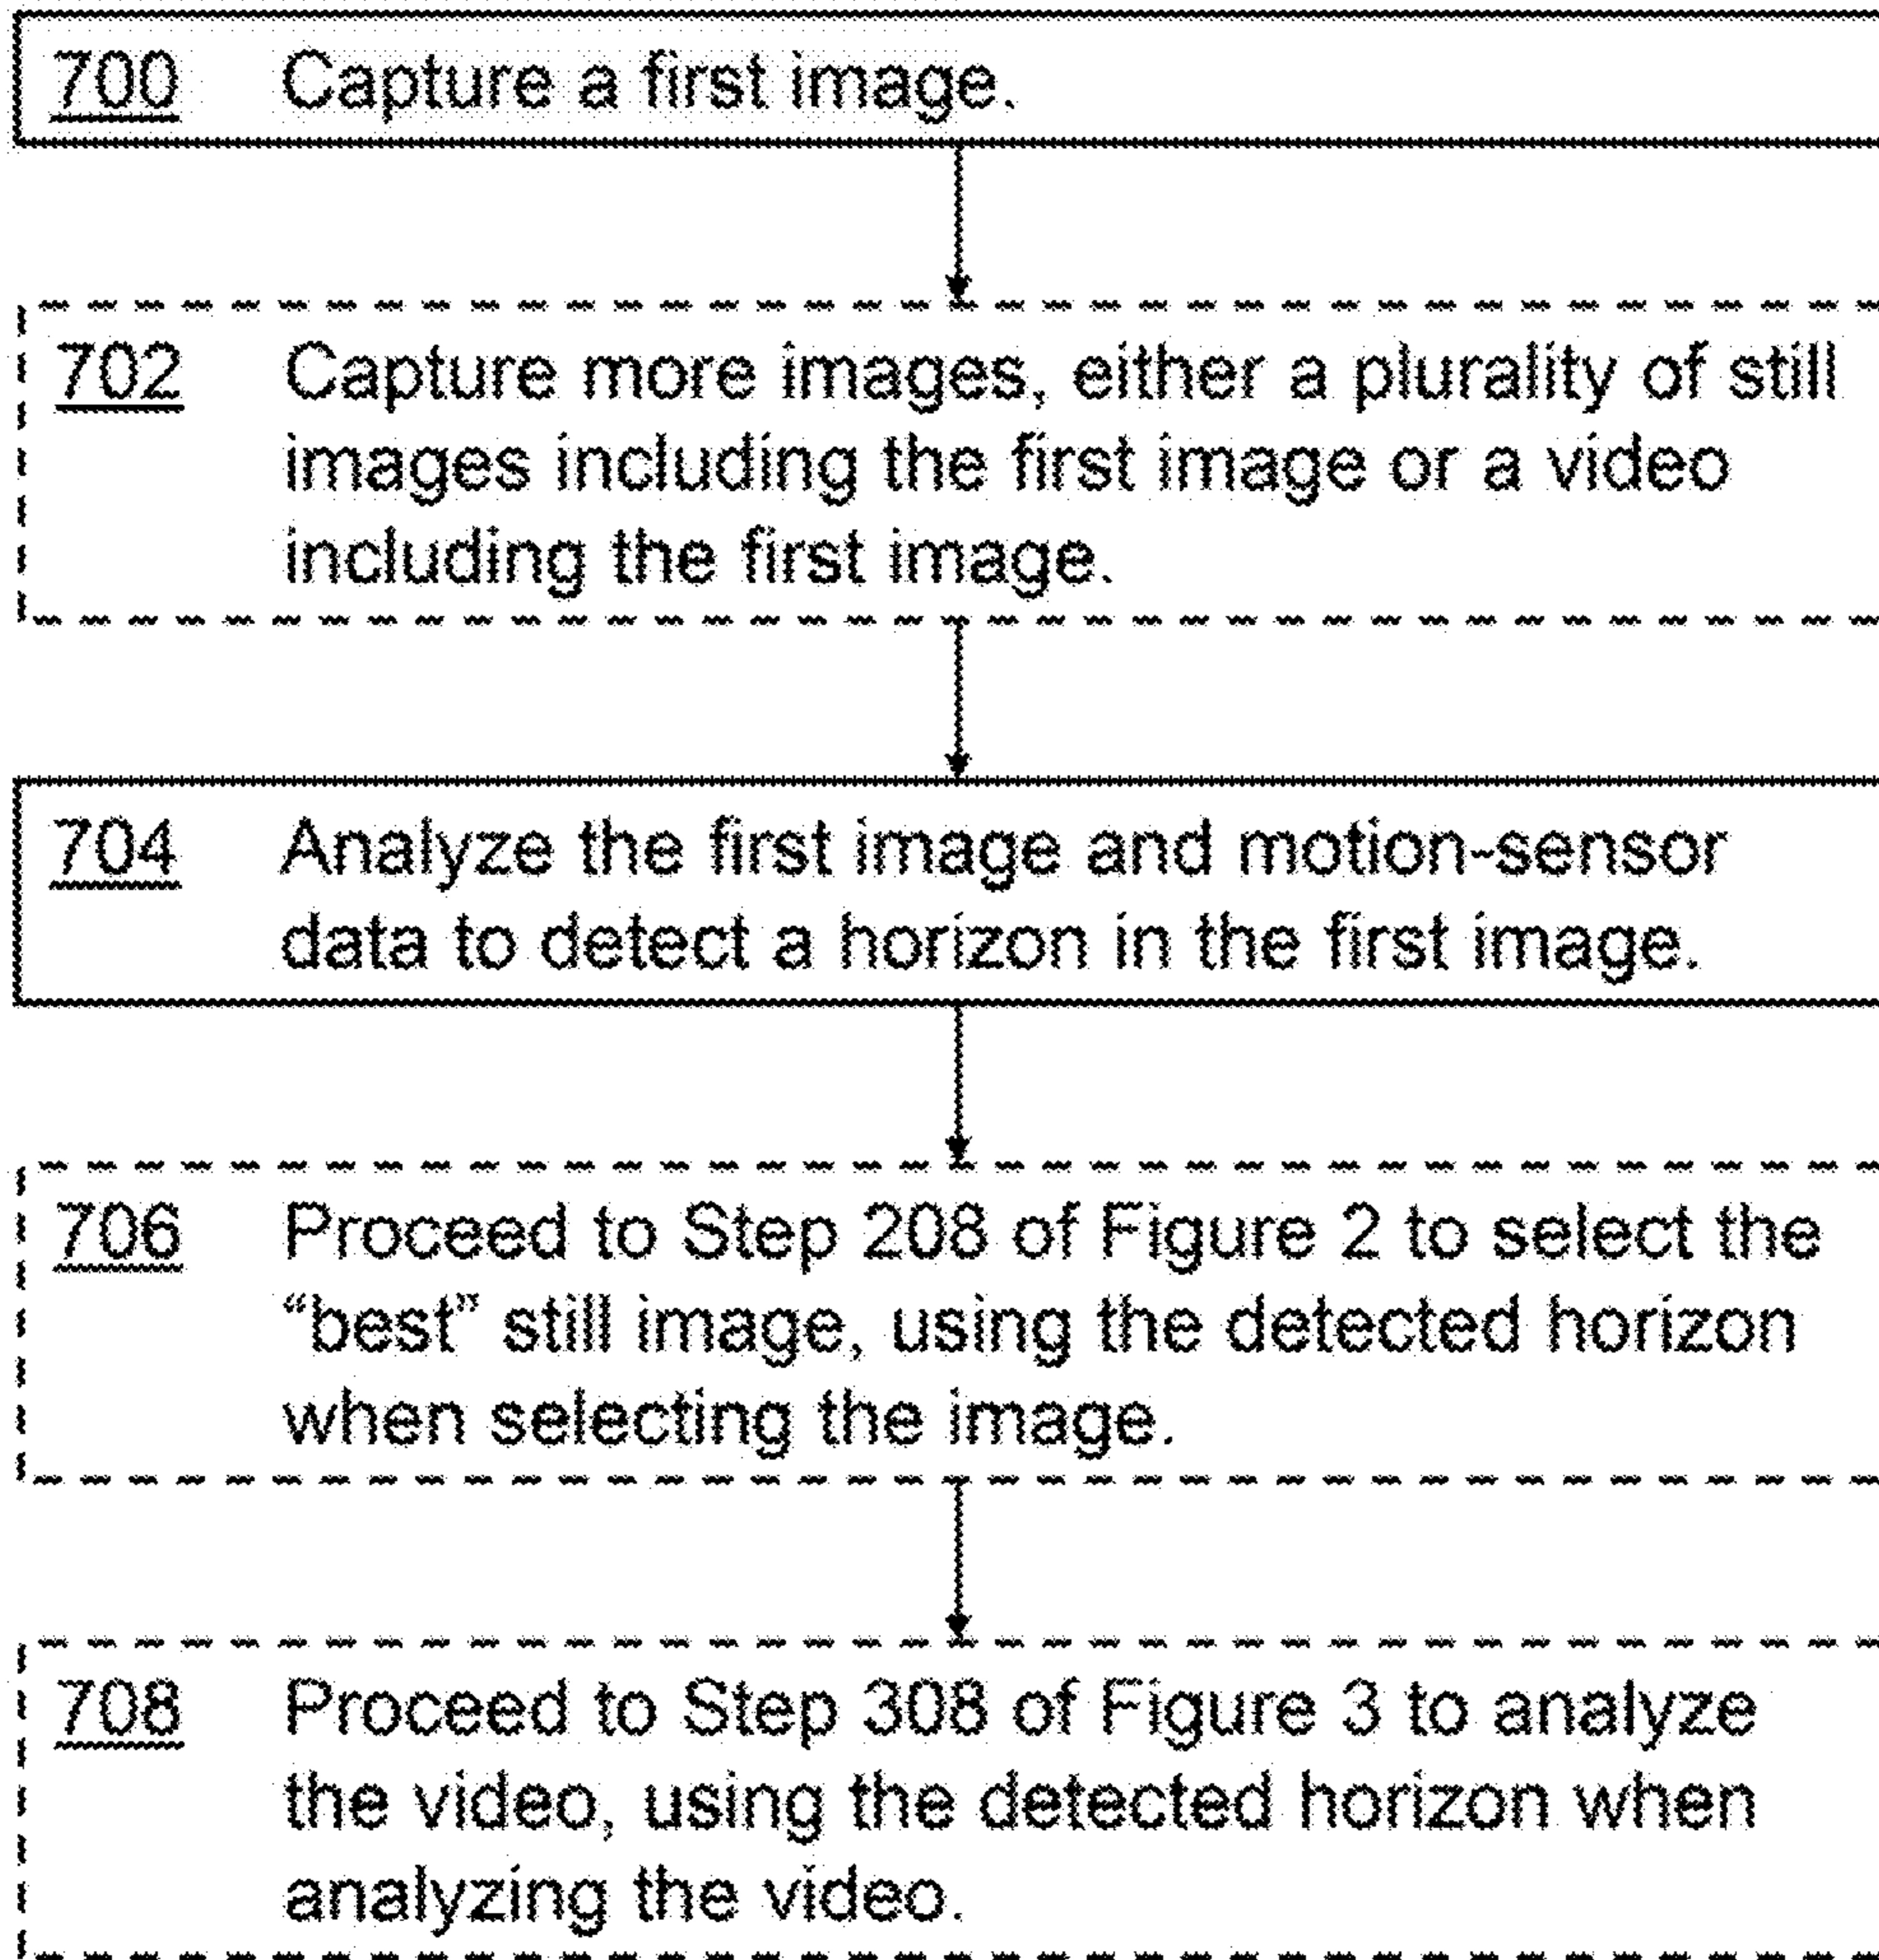 700 Capture a first image.
702 Capture more images, either a plurality of still
images including the first image or a video
including the first image.
704 Analyze the first image and motion-sensor
data to detect a horizon in the first image.
706 Proceed to Step 208 of Figure 2 to select the
“best” still image, using the detected horizon
when selecting the image.
708 Proceed to Step 308 of Figure 3 to analyze
the video, using the detected horizon when
analyzing the video.